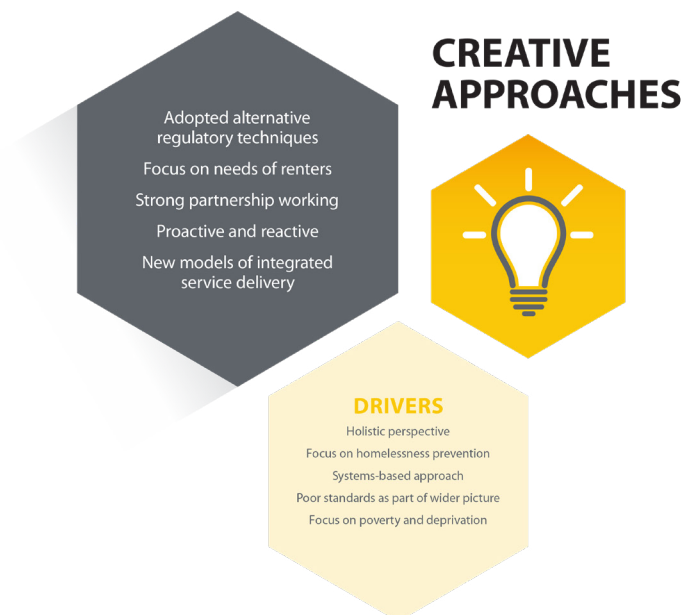 CREATIVE
APPROACHES
Adopted alternative
regulatory techniques
Focus on needs of renters
Strong partnership working
Proactive and reactive
New models of integrated
service delivery
DRIVERS
Holistic perspective
Focus on homelessness prevention
Systems-based approach
Poor standards as part of wider picture
Focus on poverty and deprivation